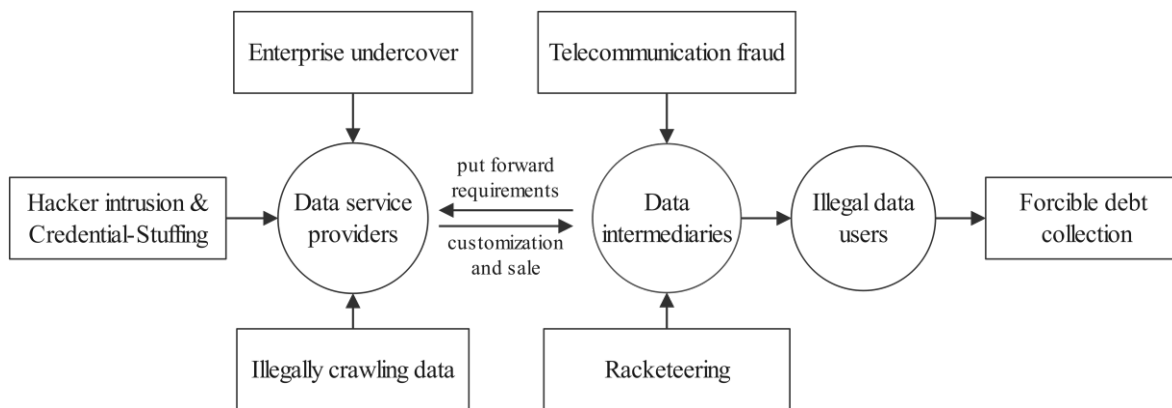 Enterprise undercover
Telecommunication fraud
Hacker intrusion &
Credential-Stuffing
Data service
providers
put forward
requirements
customization
and sale
Data
intermediaries
Illegal data
users
Forcible debt
collection
Illegally crawling data
Racketeering